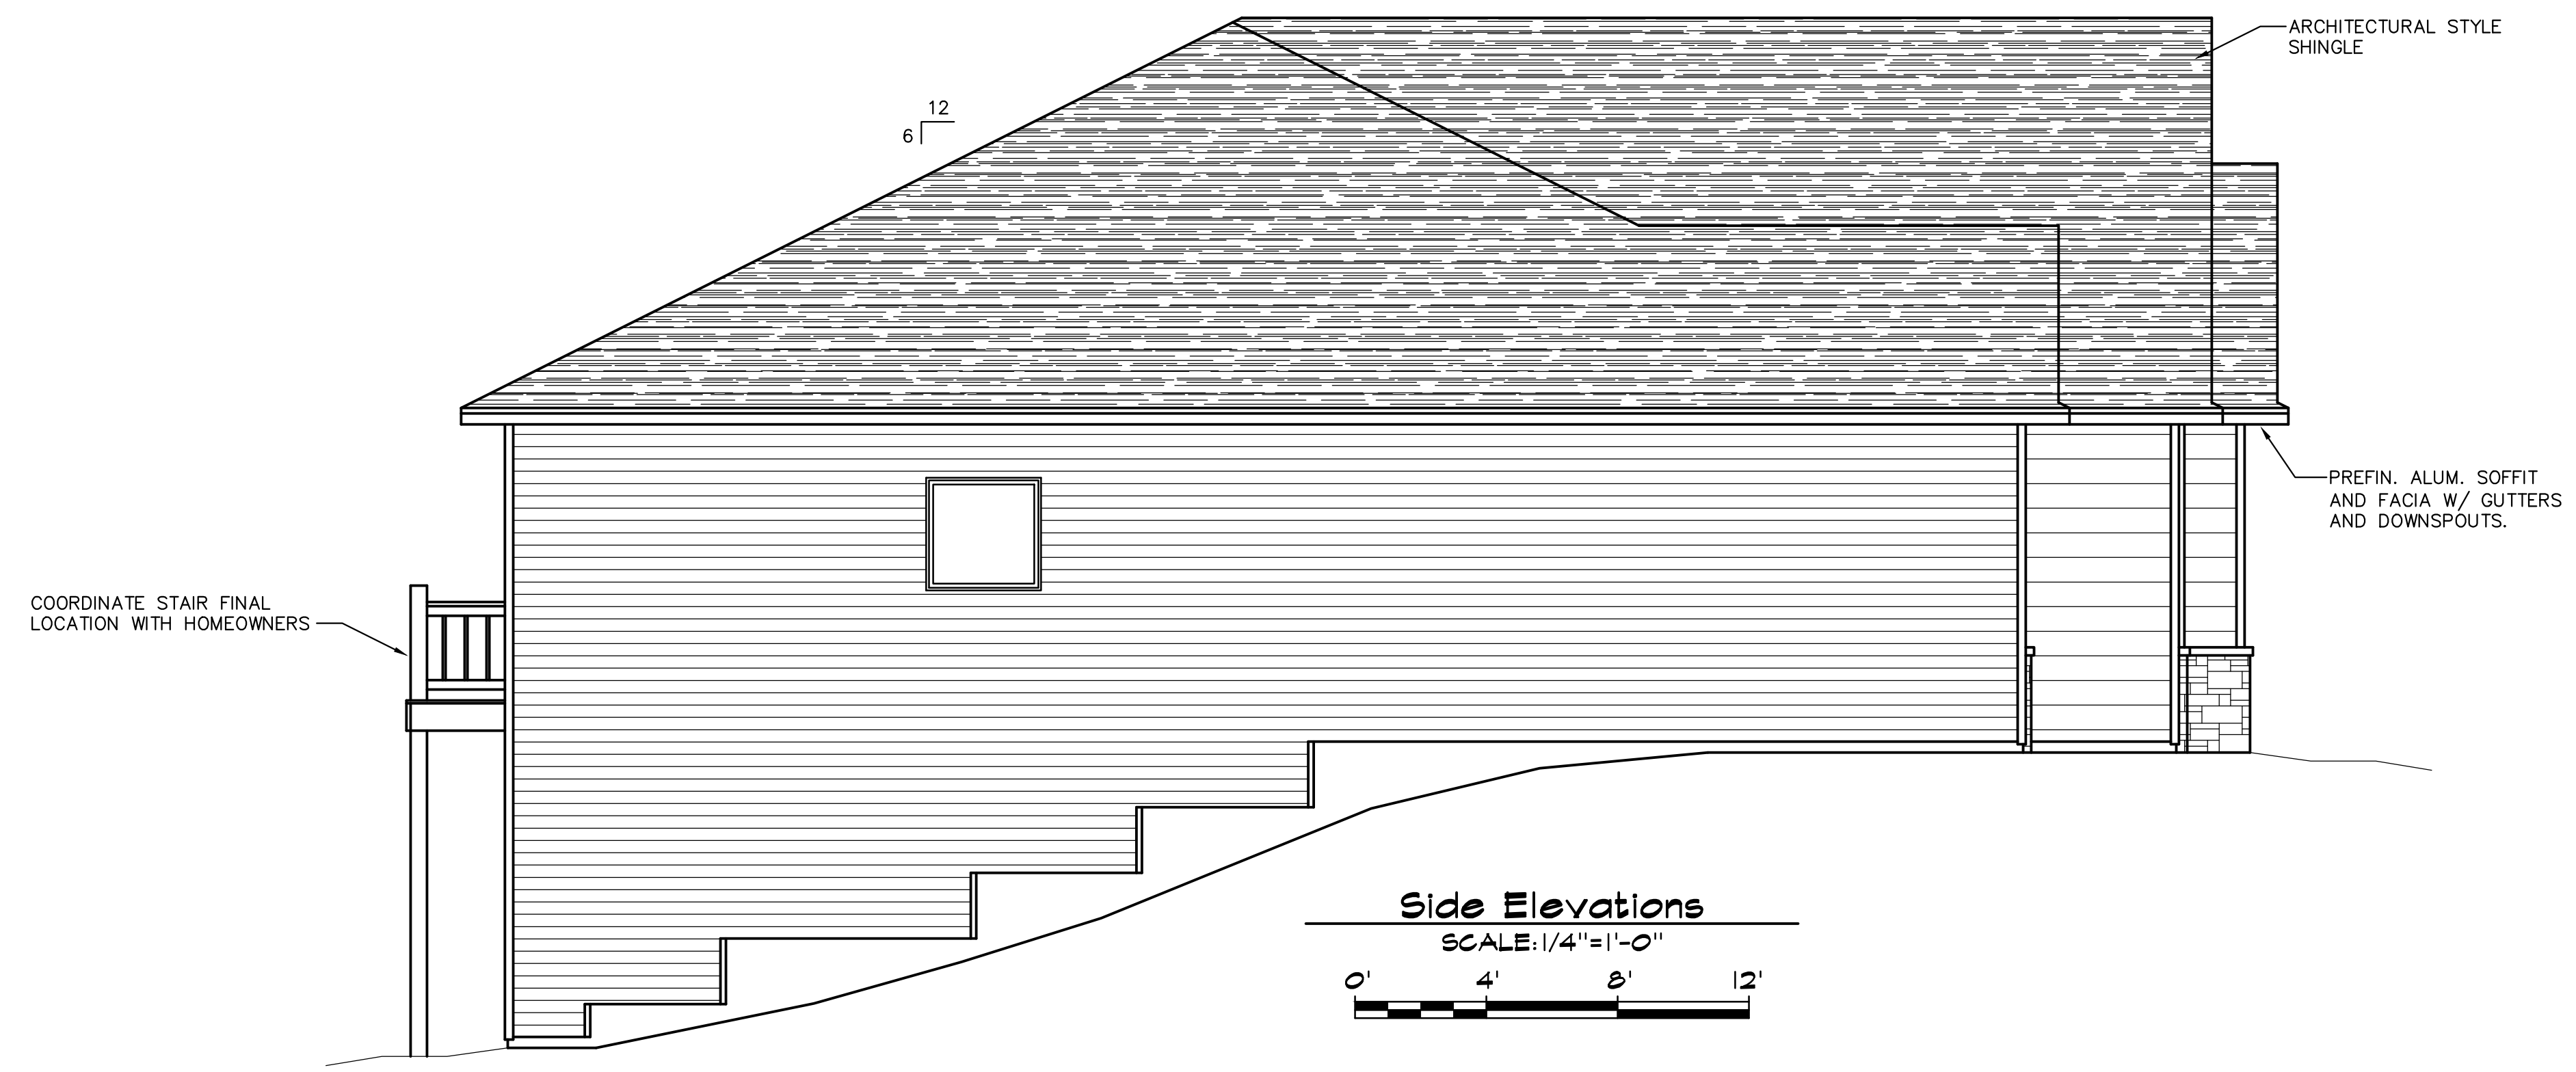 ARCHITECTURAL STYLE
SHINGLE
12
6
PREFIN. ALUM. SOFFIT
AND FACIA W/ GUTTERS
AND DOWNSPOUTS.
COORDINATE STAIR FINAL
LOCATION WITH HOMEOWNERS
Side Elevations
SCALE:1/4"=1'-0"
0' 4' 8' 12'